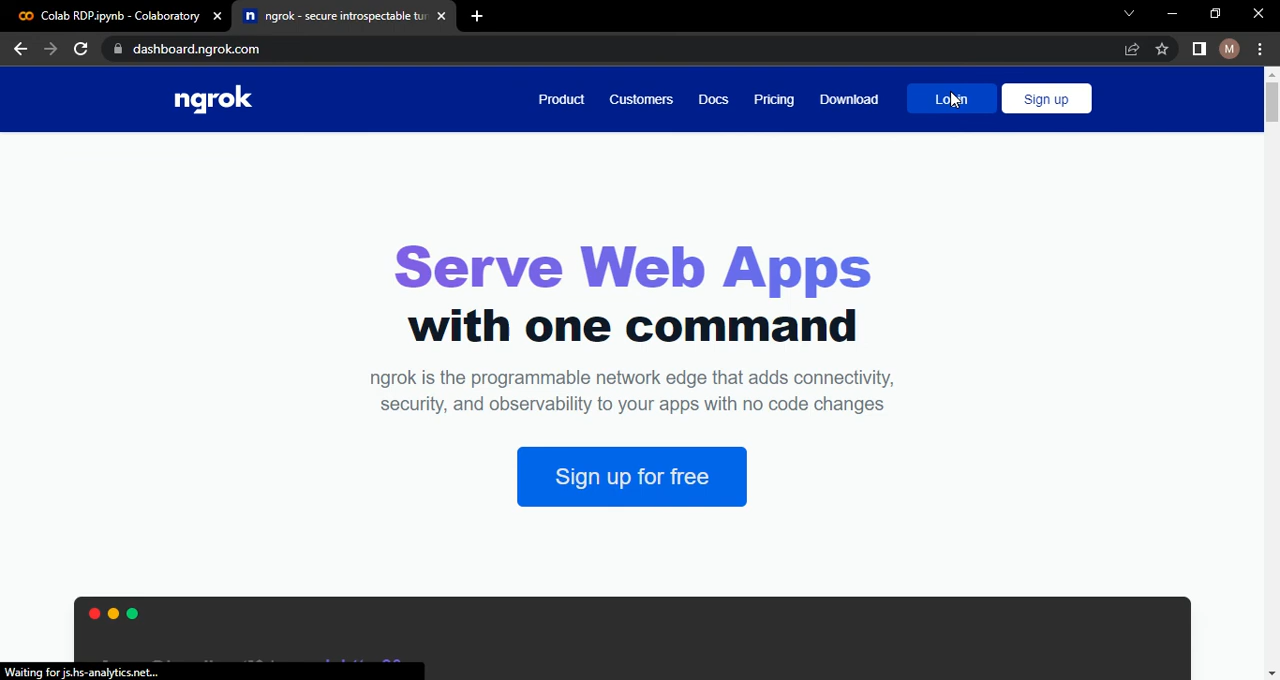 Colab RDP.ipynb - Colaboratory
ngrok - secure introspectable tun
dashboard.ngrok.com
M
ngrok
Product Customers Docs Pricing Download Login Sign up
Serve Web Apps
with one command
ngrok is the programmable network edge that adds connectivity,
security, and observability to your apps with no code changes
Sign up for free
Waiting for js.hs-analytics.net...